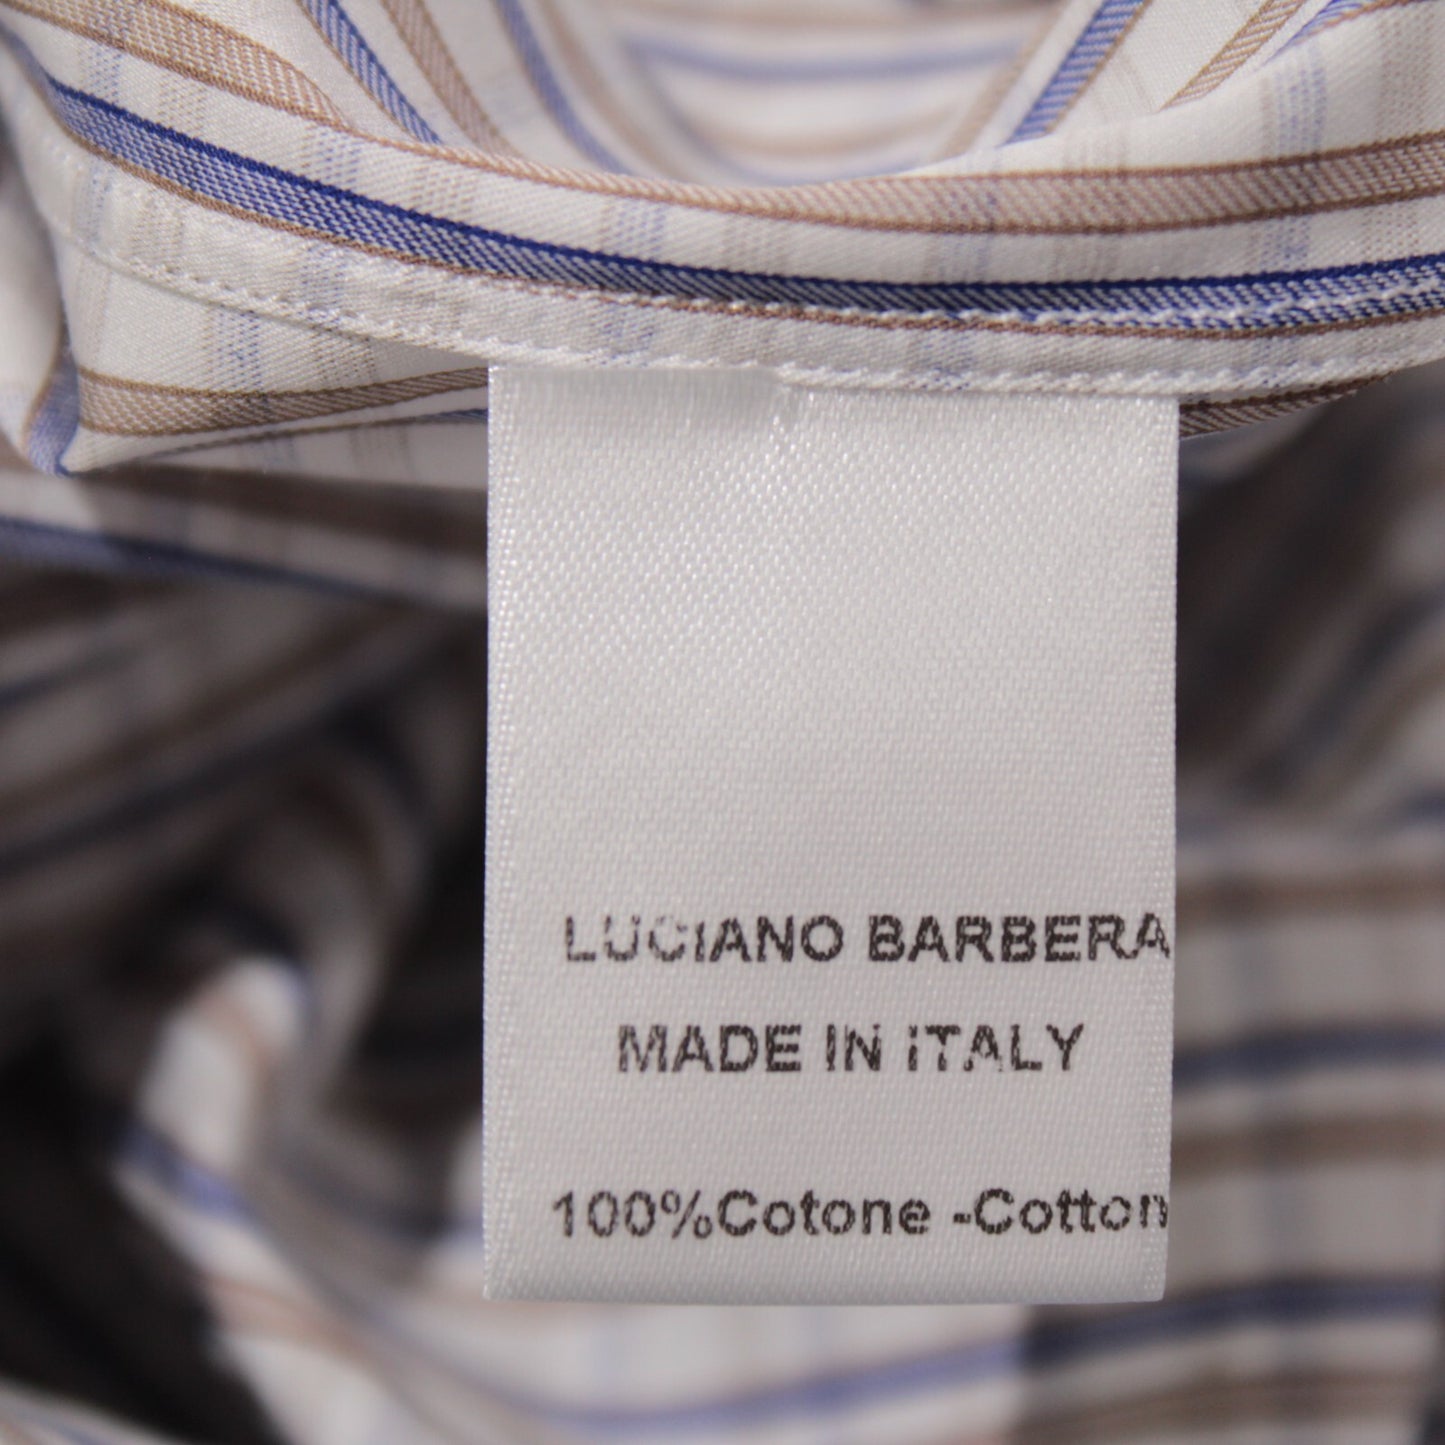 LUCIANO BARBERA
MADE IN ITALY
100%Cotone -Cotton